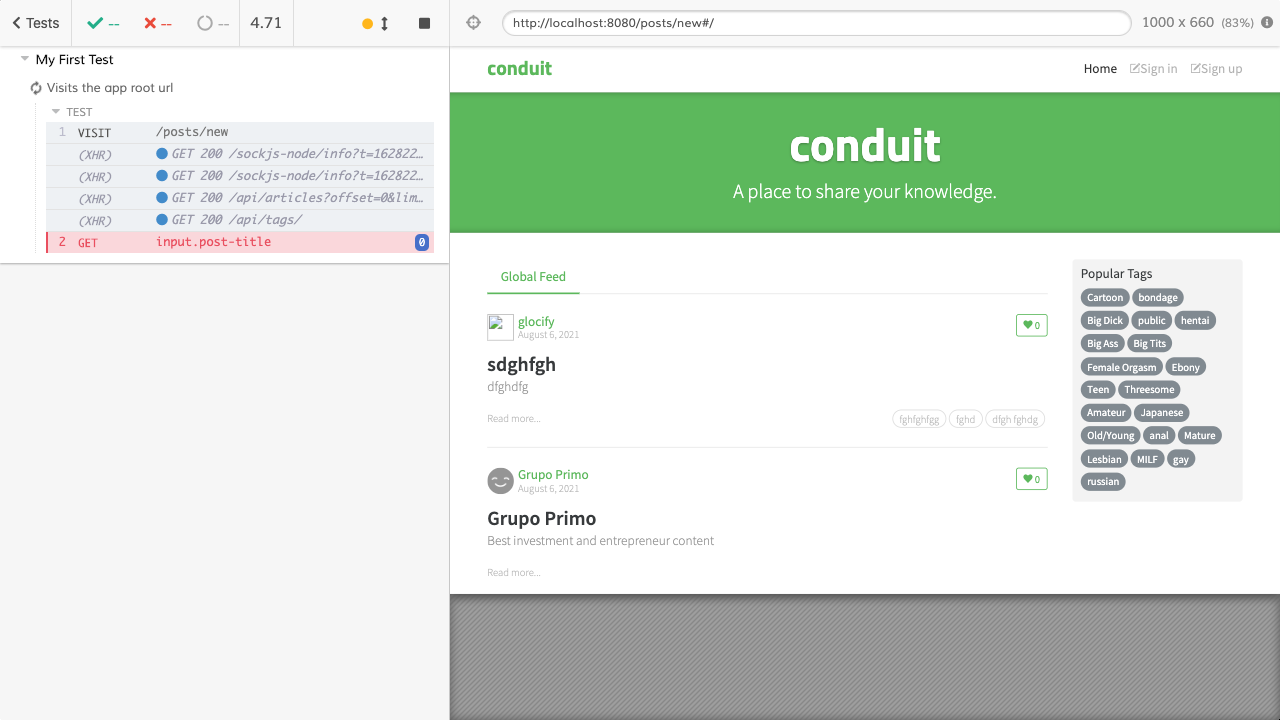 Tests
--
--
--
4.71
http://localhost:8080/posts/new#/
1000 x 660 (83%)
My First Test
Visits the app root url
TEST
1 VISIT /posts/new
(XHR) GET 200 /sockjs-node/info?t=162822…
(XHR) GET 200 /sockjs-node/info?t=162822…
(XHR) GET 200 /api/articles?offset=0&lim…
(XHR) GET 200 /api/tags/
2 GET input.post-title 0
conduit
Home Sign in Sign up
conduit
A place to share your knowledge.
Global Feed
glocify
August 6, 2021
0
sdghfgh
dfghdfg
Read more...
fghfghfgg fghd dfgh fghdg
Grupo Primo
August 6, 2021
0
Grupo Primo
Best investment and entrepreneur content
Read more...
Popular Tags
Cartoon bondage
Big Dick public hentai
Big Ass Big Tits
Female Orgasm Ebony
Teen Threesome
Amateur Japanese
Old/Young anal Mature
Lesbian MILF gay
russian